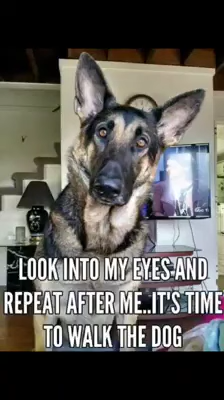 LOOK INTO MY EYES AND
REPEAT AFTER ME..IT'S TIME
TO WALK THE DOG